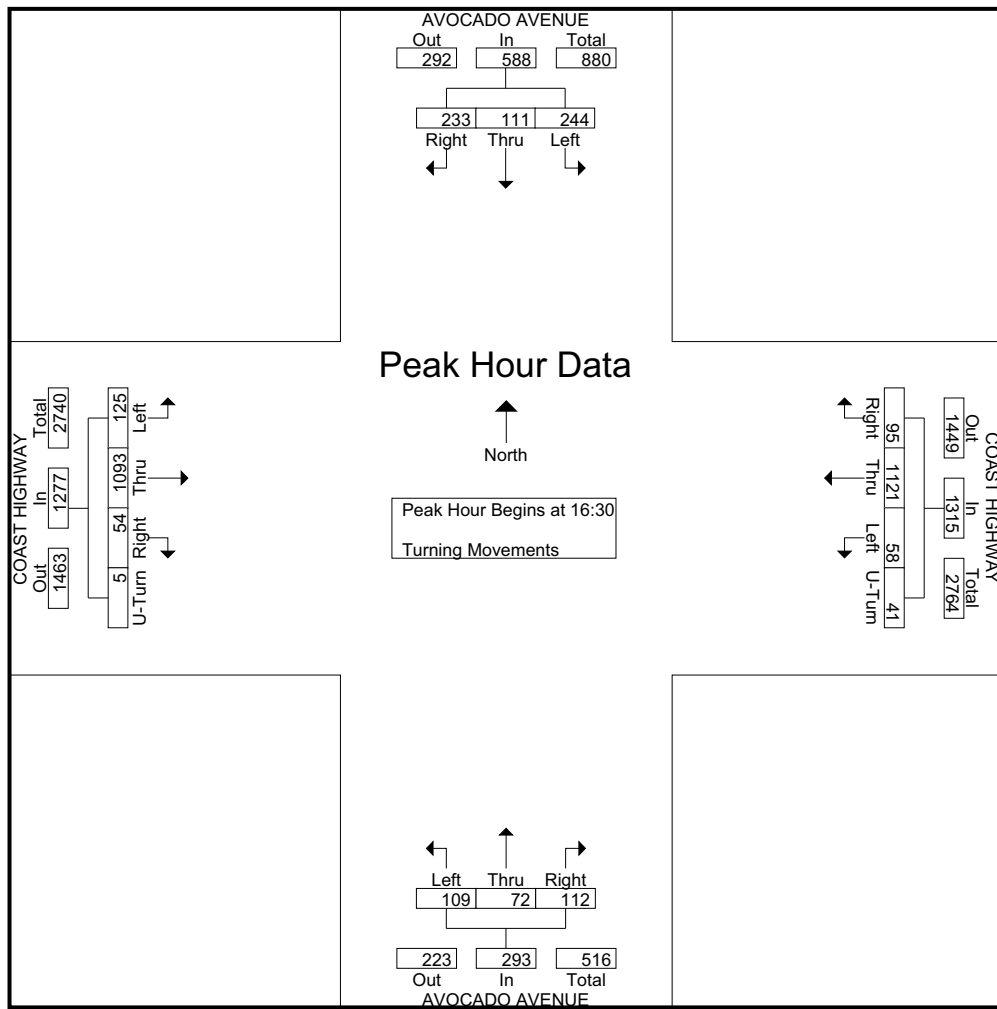 AVOCADO AVENUE
Out In Total
292 588 880
233 111 244
Right Thru Left
Peak Hour Data
North
Peak Hour Begins at 16:30
Turning Movements
COAST HIGHWAY
Total In Out
2740 1277 1463
125 1093 54 5
Left Thru Right U-Turn
COAST HIGHWAY
Out In Total
1449 1315 2764
95 1121 58 41
Right Thru Left U-Turn
Left Thru Right
109 72 112
223 293 516
Out In Total
AVOCADO AVENUE